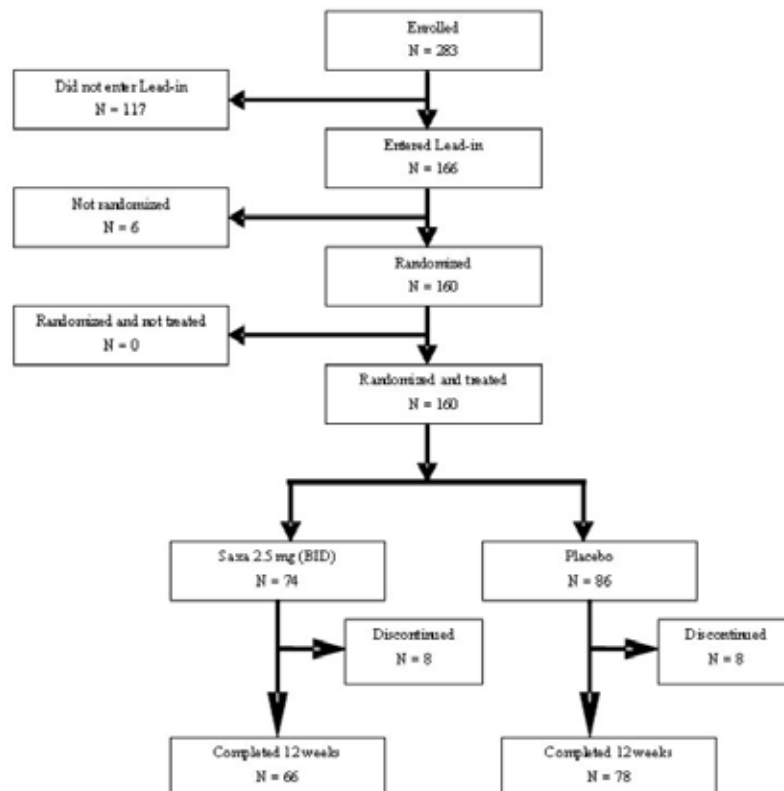 Enrolled
N = 283
Did not enter Lead-in
N = 117
Entered Lead-in
N = 166
Not randomized
N = 6
Randomized
N = 160
Randomized and not treated
N = 0
Randomized and treated
N = 160
Saxa 2.5 mg (BID)
N = 74
Placebo
N = 86
Discontinued
N = 8
Discontinued
N = 8
Completed 12 weeks
N = 66
Completed 12 weeks
N = 78